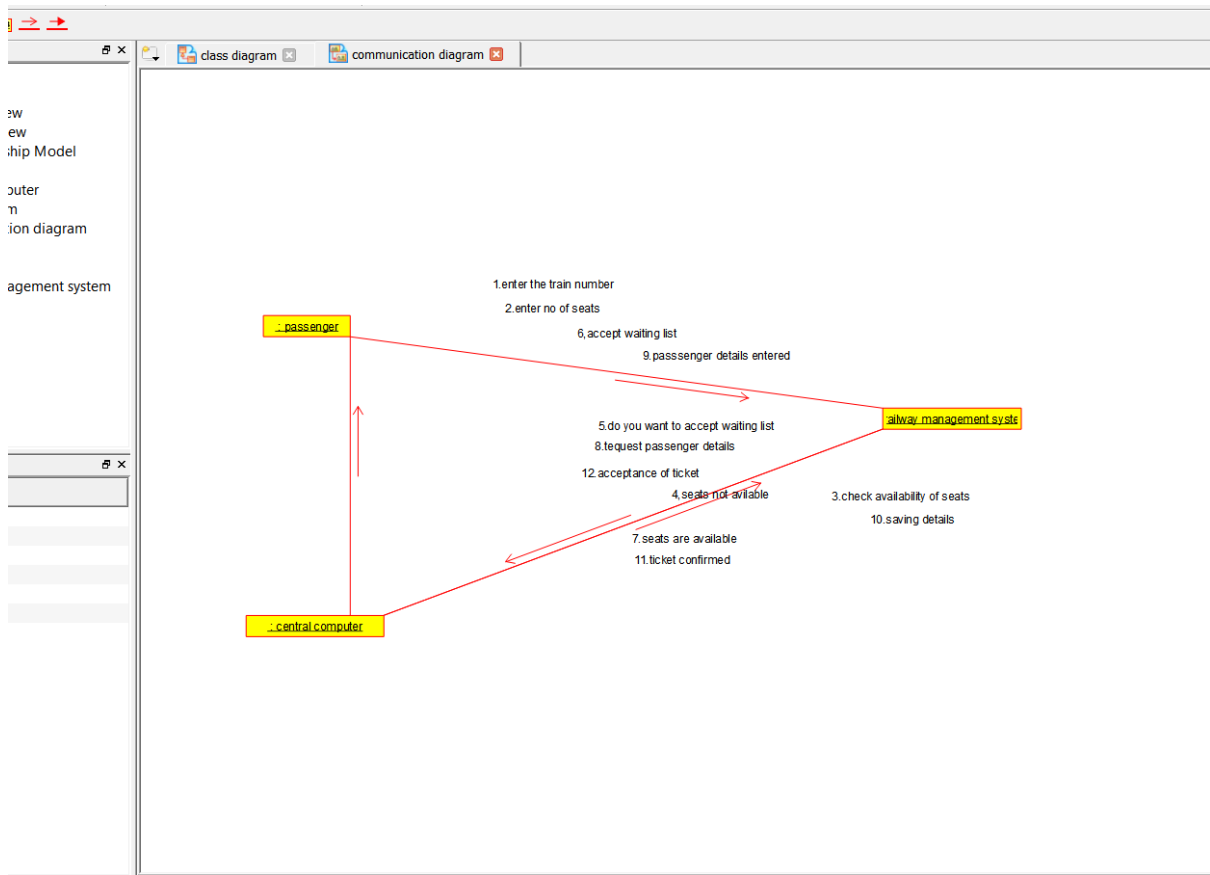 class diagram
communication diagram
ew
ew
ship Model
outer
m
tion diagram
agement system
1.enter the train number
2.enter no of seats
: passenger
6,accept waiting list
9.passsenger details entered
5.do you want to accept waiting list
ailway management syste
8.tequest passenger details
12.acceptance of ticket
4,seats not avilable
3.check availability of seats
10.saving details
7.seats are available
11.ticket confirmed
: central computer